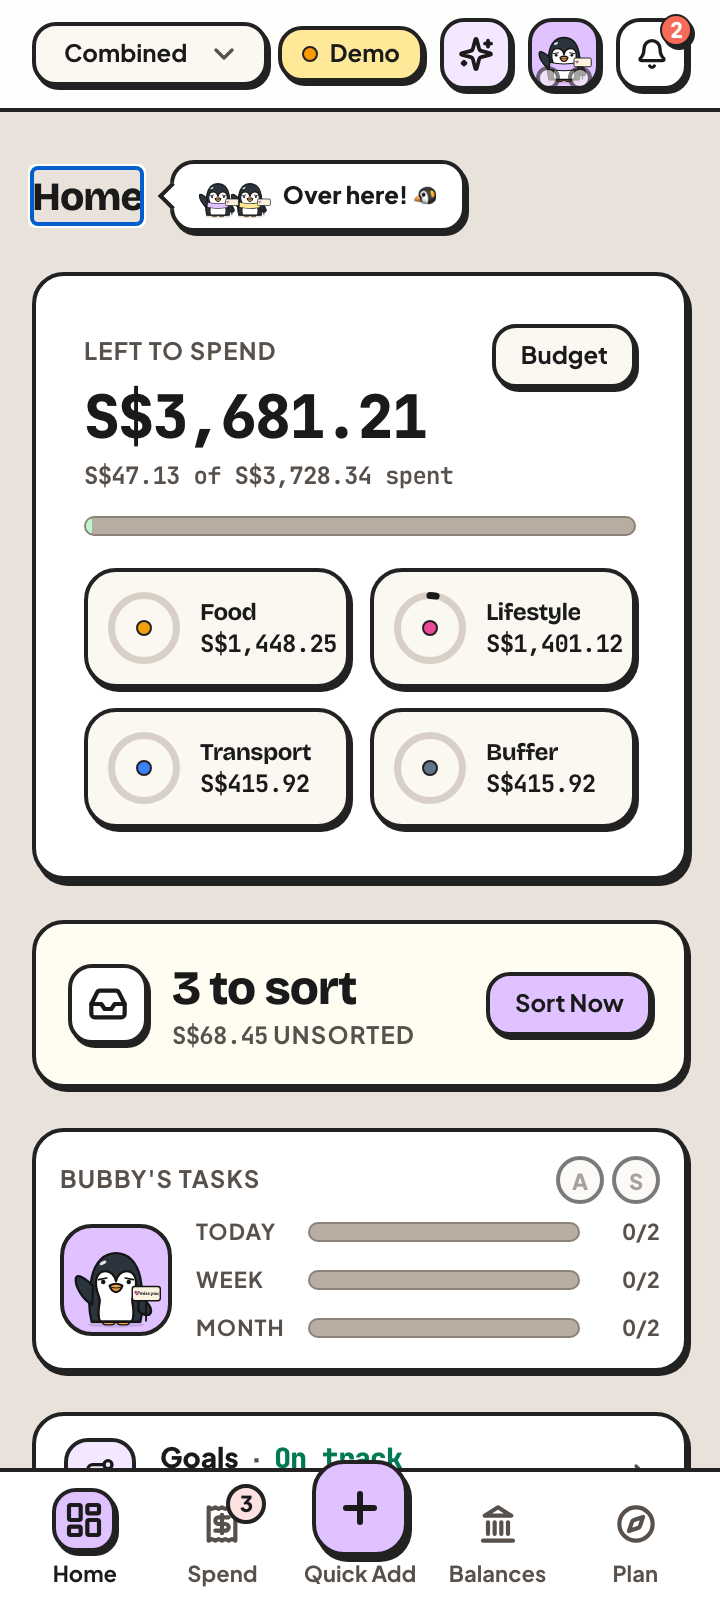 Combined
Demo
2
Home
Over here!
LEFT TO SPEND
Budget
S$3,681.21
S$47.13 of S$3,728.34 spent
Food
S$1,448.25
Lifestyle
S$1,401.12
Transport
S$415.92
Buffer
S$415.92
3 to sort
S$68.45 UNSORTED
Sort Now
BUBBY'S TASKS
A
S
TODAY
0/2
WEEK
0/2
MONTH
0/2
miss you
Goals · On track
3
Home
Spend
Quick Add
Balances
Plan